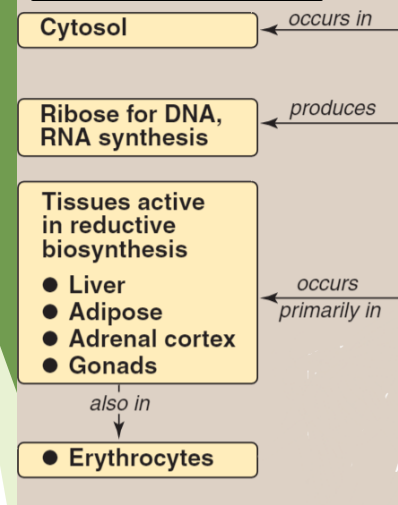 Cytosol
occurs in
Ribose for DNA,
RNA synthesis
produces
Tissues active
in reductive
biosynthesis
● Liver
● Adipose
● Adrenal cortex
● Gonads
occurs
primarily in
also in
● Erythrocytes